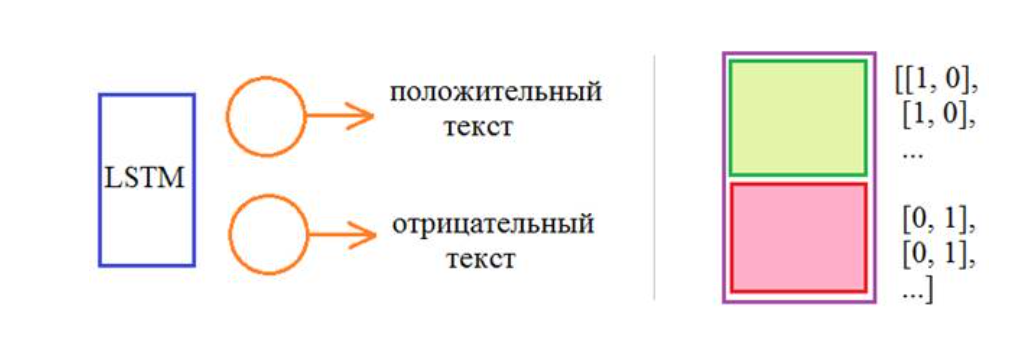 LSTM
положительный
текст
отрицательный
текст
[[1, 0],
[1, 0],
...
[0, 1],
[0, 1],
...]